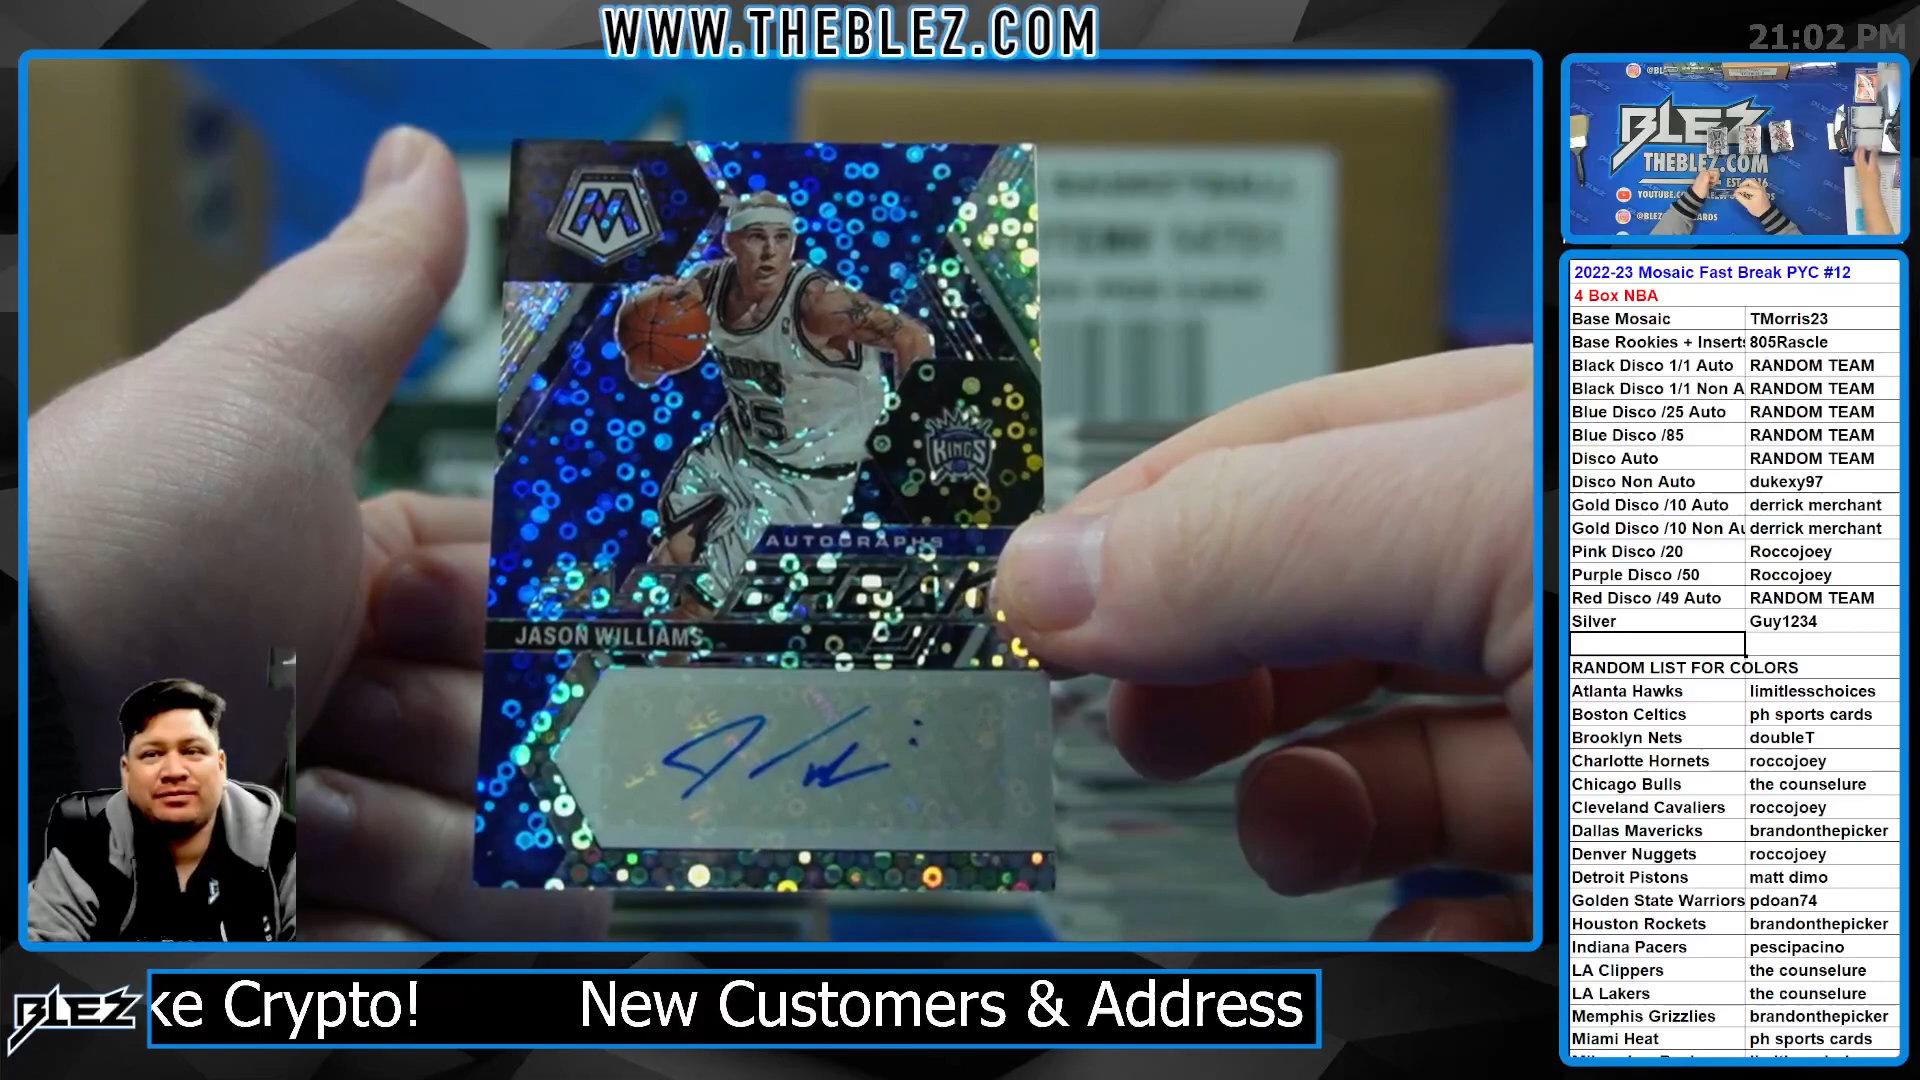 WWW.THEBLEZ.COM
21:02 PM
M
KINGS
AUTOGRAPHS
JASON WILLIAMS
BLEZ
THEBLEZ.COM
2022-23 Mosaic Fast Break PYC #12
4 Box NBA
Base Mosaic TMorris23
Base Rookies + Inserts 805Rascle
Black Disco 1/1 Auto RANDOM TEAM
Black Disco 1/1 Non A RANDOM TEAM
Blue Disco /25 Auto RANDOM TEAM
Blue Disco /85 RANDOM TEAM
Disco Auto RANDOM TEAM
Disco Non Auto dukexy97
Gold Disco /10 Auto derrick merchant
Gold Disco /10 Non Au derrick merchant
Pink Disco /20 Roccojoey
Purple Disco /50 Roccojoey
Red Disco /49 Auto RANDOM TEAM
Silver Guy1234
RANDOM LIST FOR COLORS
Atlanta Hawks limitlesschoices
Boston Celtics ph sports cards
Brooklyn Nets doubleT
Charlotte Hornets roccojoey
Chicago Bulls the counselure
Cleveland Cavaliers roccojoey
Dallas Mavericks brandonthepicker
Denver Nuggets roccojoey
Detroit Pistons matt dimo
Golden State Warriors pdoan74
Houston Rockets brandonthepicker
Indiana Pacers pescipacino
LA Clippers the counselure
LA Lakers the counselure
Memphis Grizzlies brandonthepicker
Miami Heat ph sports cards
BLEZ
ke Crypto! New Customers & Address